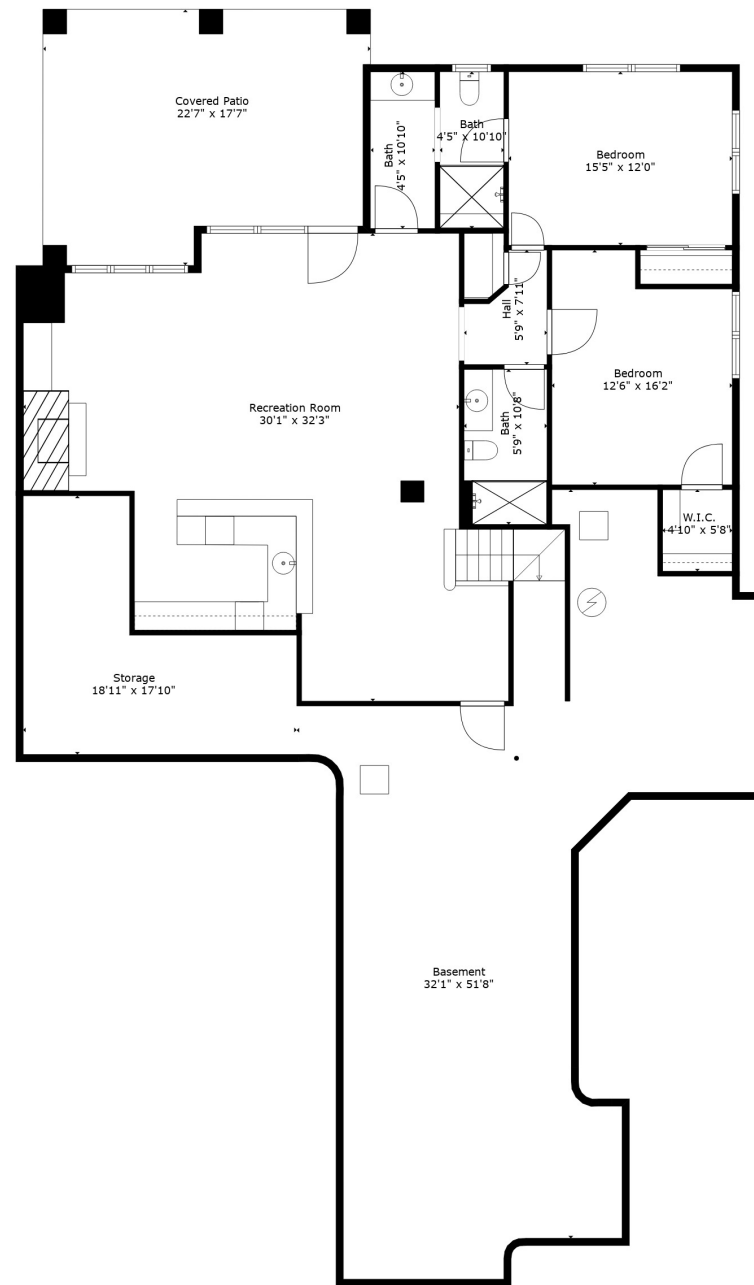 Covered Patio
22'7" x 17'7"
Bath
4'5" x 10'10"
Bath
4'5" x 10'10"
Bedroom
15'5" x 12'0"
Hall
5'9" x 7'11"
Bedroom
12'6" x 16'2"
Recreation Room
30'1" x 32'3"
Bath
5'9" x 10'8"
W.I.C.
4'10" x 5'8"
Storage
18'11" x 17'10"
Basement
32'1" x 51'8"